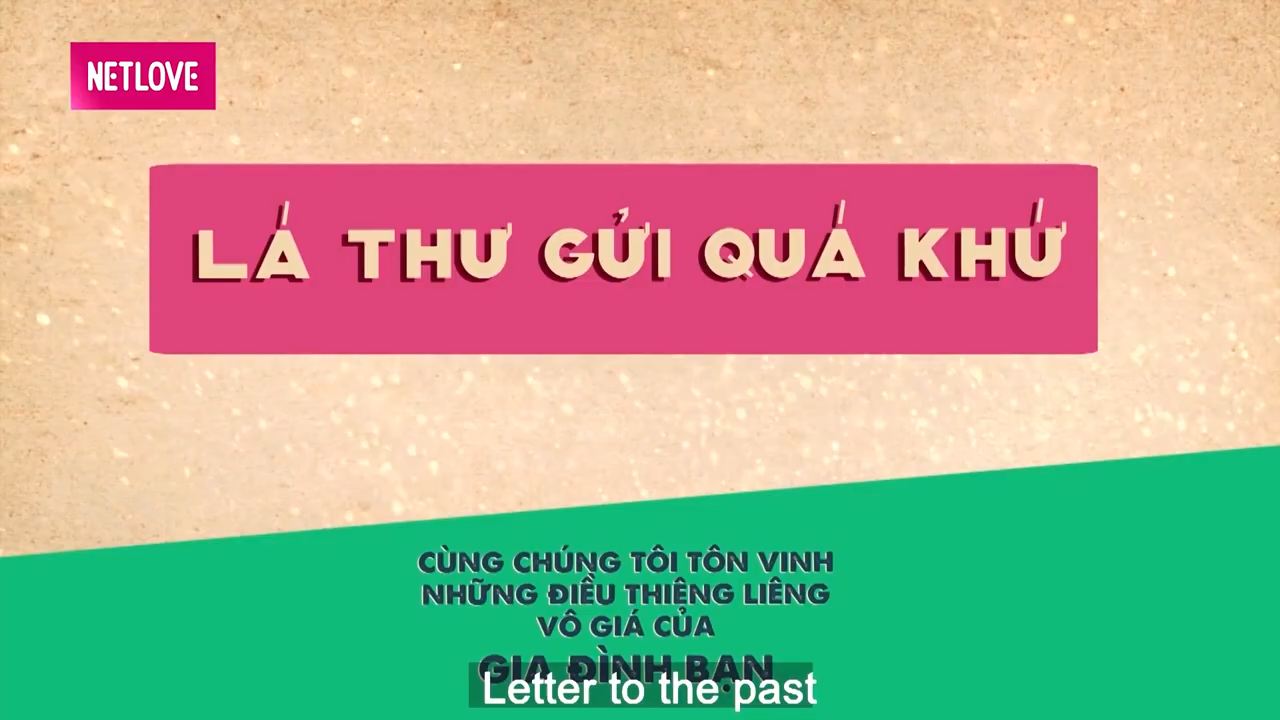 NETLOVE
LÁ THƯ GỬI QUÁ KHỨ
CÙNG CHÚNG TÔI TÔN VINH
NHỮNG ĐIỀU THIÊNG LIÊNG
VÔ GIÁ CỦA
GIA ĐÌNH BẠN
Letter to the past